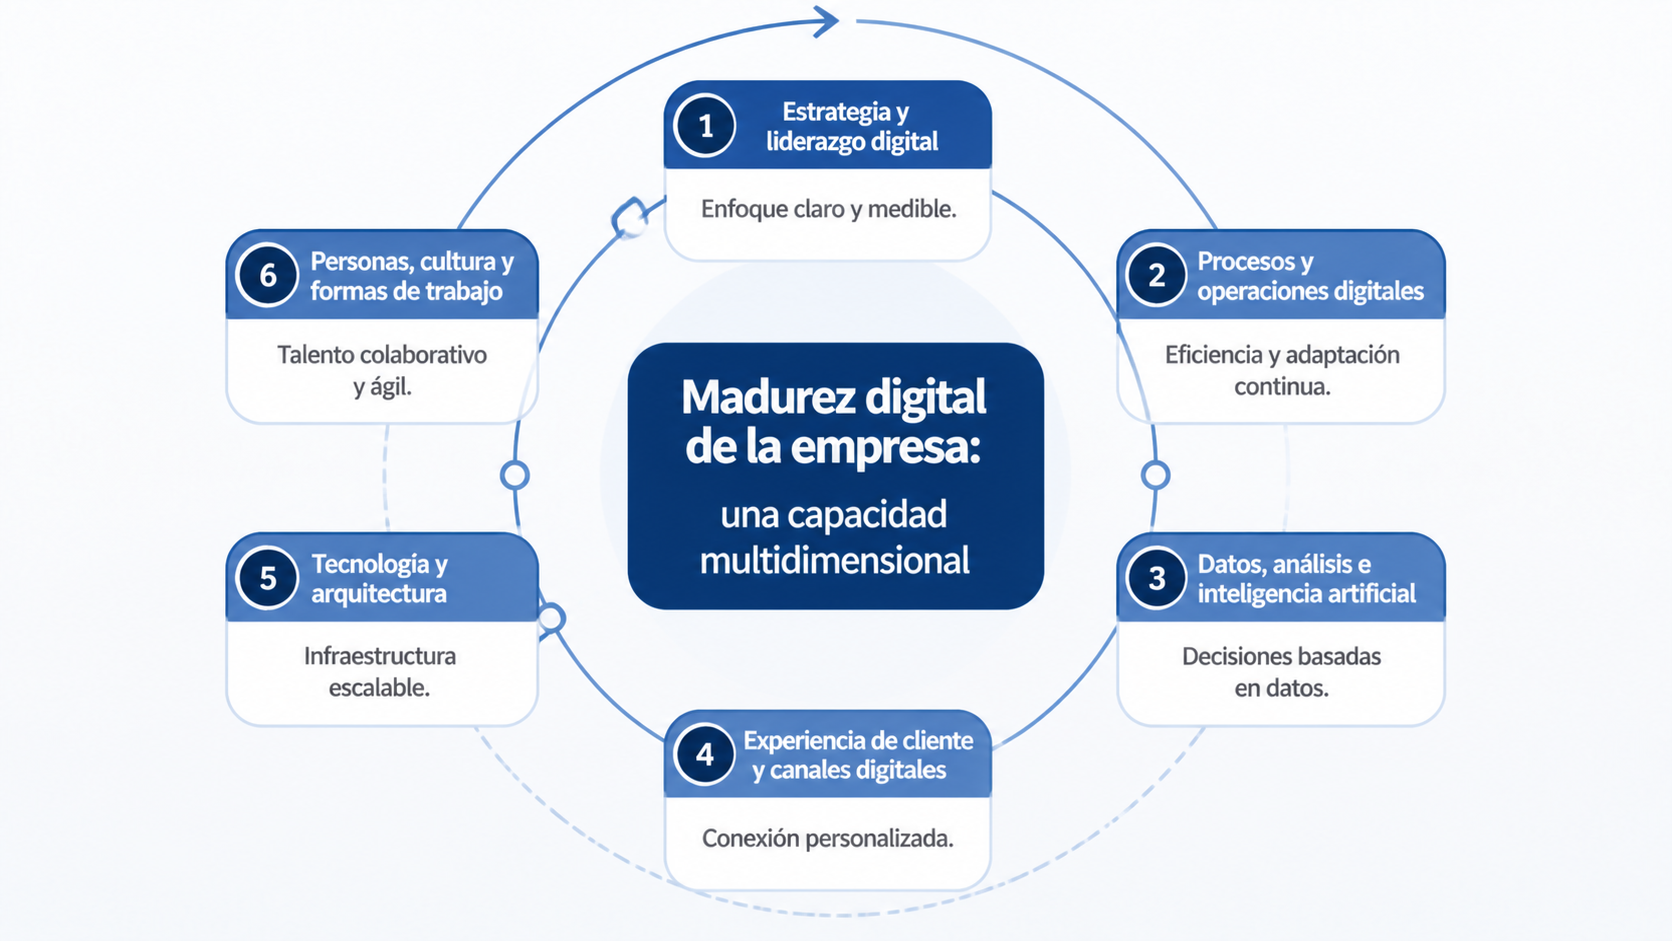 1
Estrategia y
liderazgo digital
Enfoque claro y medible.
6
Personas, cultura y
formas de trabajo
Talento colaborativo
y ágil.
2
Procesos y
operaciones digitales
Eficiencia y adaptación
continua.
Madurez digital
de la empresa:
una capacidad
multidimensional
5
Tecnología y
arquitectura
Infraestructura
escalable.
3
Datos, análisis e
inteligencia artificial
Decisiones basadas
en datos.
4
Experiencia de cliente
y canales digitales
Conexión personalizada.